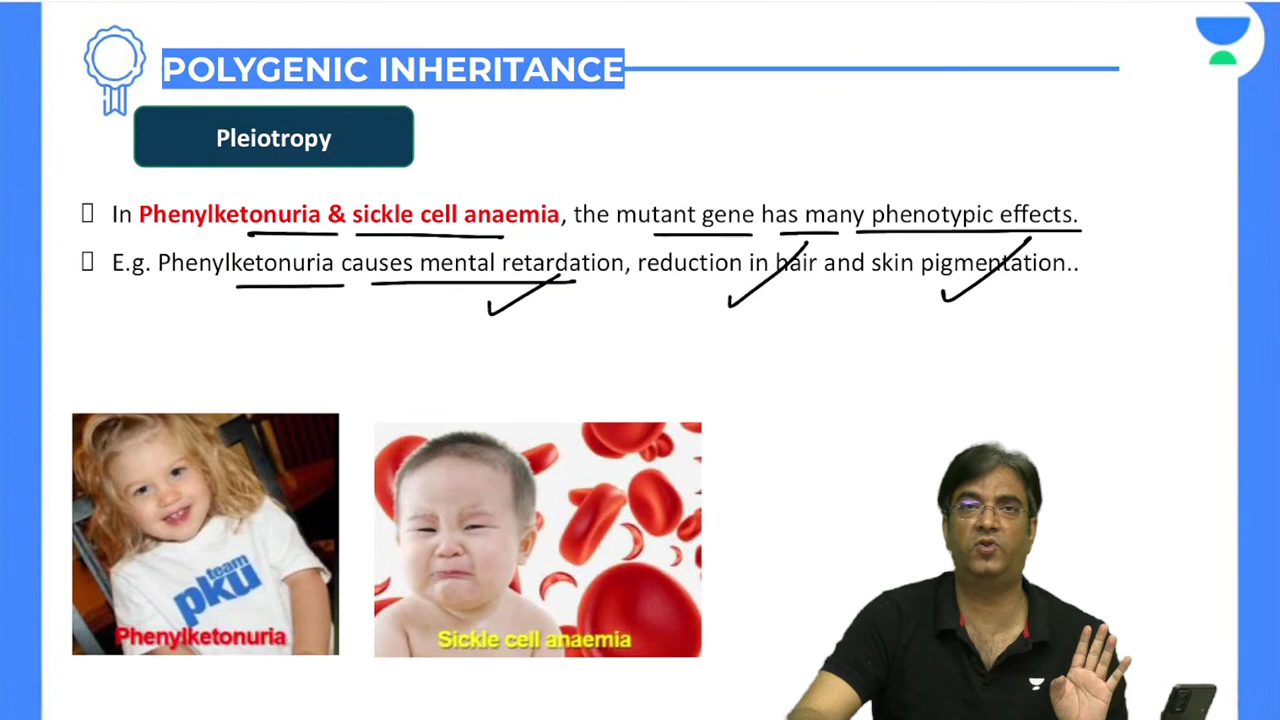 POLYGENIC INHERITANCE
Pleiotropy
In Phenylketonuria & sickle cell anaemia, the mutant gene has many phenotypic effects.
E.g. Phenylketonuria causes mental retardation, reduction in hair and skin pigmentation..
team
pku
Phenylketonuria
Sickle cell anaemia